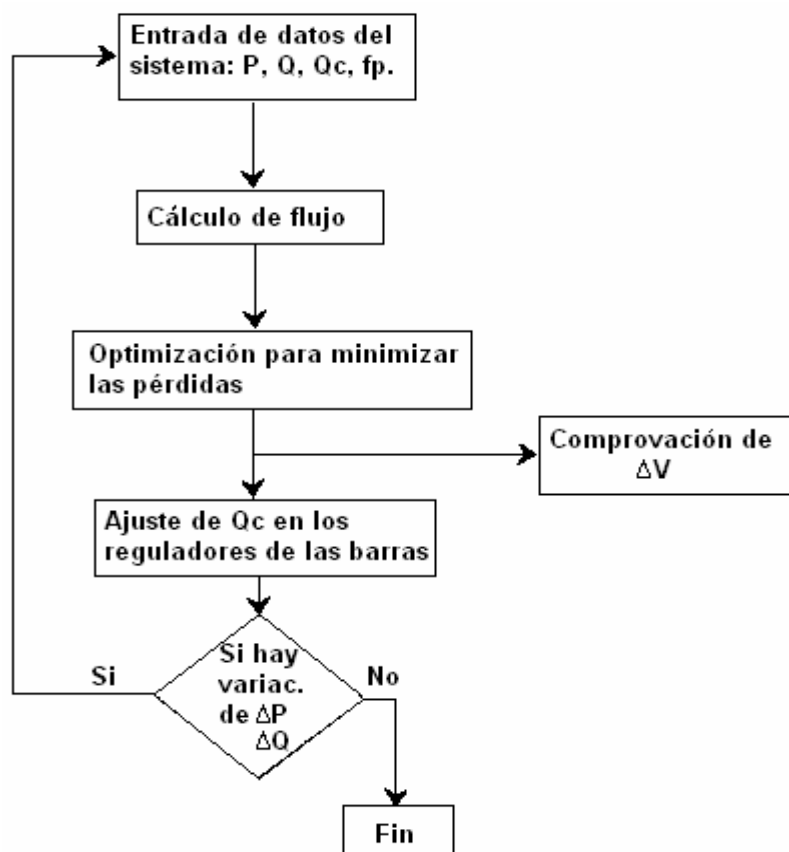 Entrada de datos del
sistema: P, Q, Qc, fp.
Cálculo de flujo
Optimización para minimizar
las pérdidas
Comprovación de
ΔV
Ajuste de Qc en los
reguladores de las barras
Si
Si hay
variac.
de ΔP
ΔQ
No
Fin